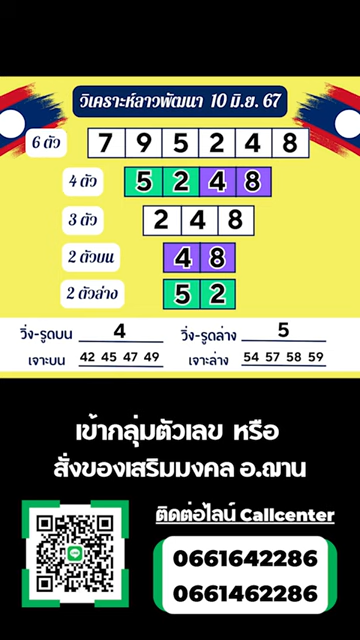 วิเคราะห์ลาวพัฒนา 10 มิ.ย. 67
6 ตัว 7 9 5 2 4 8
4 ตัว 5 2 4 8
3 ตัว 2 4 8
2 ตัวบน 4 8
2 ตัวล่าง 5 2
วิ่ง-รูดบน 4 วิ่ง-รูดล่าง 5
เจาะบน 42 45 47 49 เจาะล่าง 54 57 58 59
เข้ากลุ่มตัวเลข หรือ
สั่งของเสริมมงคล อ.ฌาน
ติดต่อไลน์ Callcenter
0661642286
0661462286